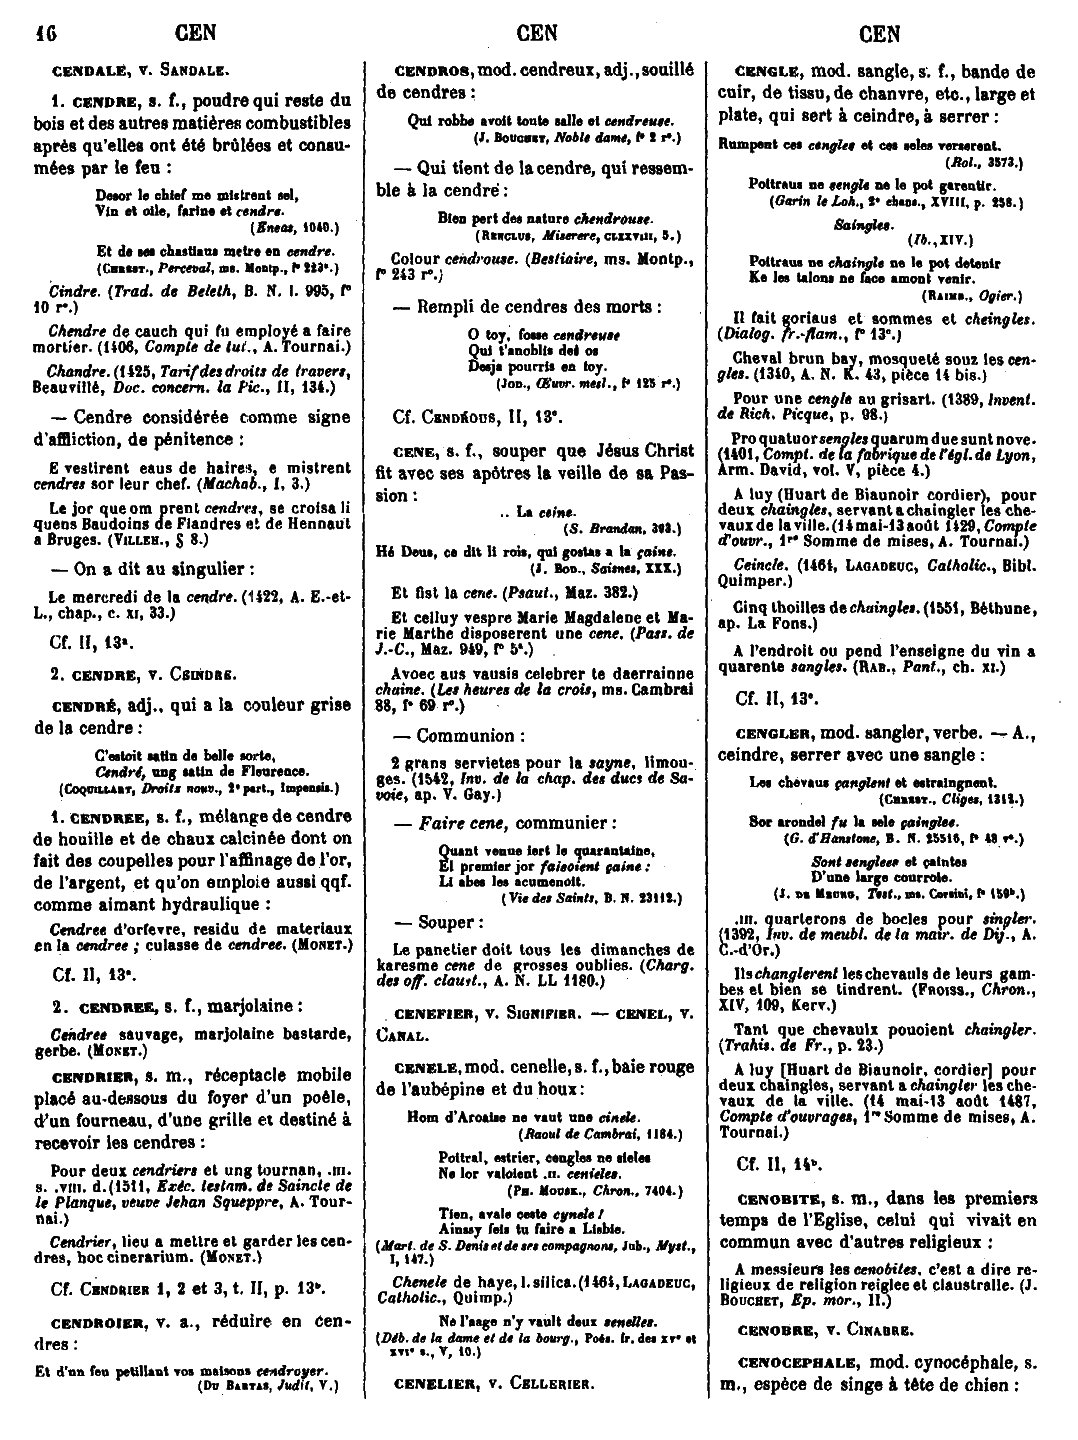 16 CEN CEN CEN
CENDALE, V. SANDALE.
1. CENDRE, s. f., poudre qui reste du
bois et des autres matières combustibles
après qu'elles ont été brûlées et consu-
mées par le feu :
Desor le chief me mistrent sel,
Vin et oile, farine et cendre.
(Eneas, 1040.)
Et de ses chastiaus metre en cendre.
(CHREST., Perceval, ms. Montp., f° 223ᵉ.)
Cindre. (Trad. de Beleth, B. N. l. 995, f°
10 r°.)
Chendre de cauch qui fu employé a faire
mortier. (1406, Compte de tut., A. Tournai.)
Chandre. (1425, Tarif des droits de travers,
Beauvillé, Doc. concern. la Pic., II, 134.)
— Cendre considérée comme signe
d'affliction, de pénitence :
E vestirent eaus de haires, e mistrent
cendres sor leur chef. (Machab., I, 3.)
Le jor que om prent cendres, se croisa li
quens Baudoins de Flandres et de Hennaut
a Bruges. (VILLEH., § 8.)
— On a dit au singulier :
Le mercredi de la cendre. (1422, A. E.-et-
L., chap., c. XI, 33.)
Cf. II, 13ᵃ.
2. CENDRE, V. CEINDRE.
CENDRÉ, adj., qui a la couleur grise
de la cendre :
C'estoit satin de belle sorte,
Cendré, ung satin de Fleurence.
(COQUILLART, Droits nouv., 2ᵉ part., Impensis.)
1. CENDREE, s. f., mélange de cendre
de houille et de chaux calcinée dont on
fait des coupelles pour l'affinage de l'or,
de l'argent, et qu'on emploie aussi qqf.
comme aimant hydraulique :
Cendree d'orfevre, residu de materiaux
en la cendree ; culasse de cendree. (MONET.)
Cf. II, 13ᵃ.
2. CENDREE, s. f., marjolaine :
Cendree sauvage, marjolaine bastarde,
gerbe. (MONET.)
CENDRIER, s. m., réceptacle mobile
placé au-dessous du foyer d'un poêle,
d'un fourneau, d'une grille et destiné à
recevoir les cendres :
Pour deux cendriers et ung tournan, .III.
s. .VIII. d. (1511, Exéc. testam. de Saincte de
le Planque, veuve Jehan Squeppre, A. Tour-
nai.)
Cendrier, lieu a mettre et garder les cen-
dres, hoc cinerarium. (MONET.)
Cf. CENDRIER 1, 2 et 3, t. II, p. 13ᵇ.
CENDROIER, v. a., réduire en cen-
dres :
Et d'un feu petillant vos maisons cendroyer.
(DU BARTAS, Judit, V.)
CENDROS, mod. cendreux, adj., souillé
de cendres :
Qui robbe avoit toute salle et cendreuse.
(J. BOUCHET, Noble dame, f° 2 r°.)
— Qui tient de la cendre, qui ressem-
ble à la cendre :
Bien pert des nature chendrouse.
(RENCLUS, Miserere, CLXXVIII, 5.)
Colour cendrouse. (Bestiaire, ms. Montp.,
f° 243 r°.)
— Rempli de cendres des morts :
O toy, fosse cendreuse
Qui t'anoblis des os
Desja pourris en toy.
(JOD., Œuvr. mesl., f° 125 r°.)
Cf. CENDREOUS, II, 13ᵉ.
CENE, s. f., souper que Jésus Christ
fit avec ses apôtres la veille de sa Pas-
sion :
.. La ceine.
(S. Brandan, 393.)
Hé Deus, ce dit li rois, qui gostas a la çaine.
(J. BOD., Saisnes, XXX.)
Et fist la cene. (Psaut., Maz. 382.)
Et celluy vespre Marie Magdalene et Ma-
rie Marthe disposerent une cene. (Pass. de
J.-C., Maz. 949, f° 5ᵃ.)
Avoec aus vausis celebrer te daerrainne
chaine. (Les heures de la crois, ms. Cambrai
88, f° 69 r°.)
— Communion :
2 grans servietes pour la sayne, limou-
ges. (1542, Inv. de la chap. des ducs de Sa-
voie, ap. V. Gay.)
— Faire cene, communier :
Quant venue iert le quarantaine,
El premier jor faisoient çaine :
Li abes les acumenoit.
(Vie des Saints, B. N. 23112.)
— Souper :
Le panetier doit tous les dimanches de
karesme cene de grosses oublies. (Charg.
des off. claust., A. N. LL 1180.)
CENEFIER, V. SIGNIFIER. — CENEL, V.
CANAL.
CENELE, mod. cenelle, s. f., baie rouge
de l'aubépine et du houx :
Hom d'Aroaise ne vaut une cinele.
(Raoul de Cambrai, 1184.)
Poitral, estrier, cengles ne sieles
Ne lor valoient .II. cenieles.
(PH. MOUSK., Chron., 7404.)
Tien, avale ceste cynele !
Ainssy fais tu faire a Lisbie.
(Mart. de S. Denis et de ses compagnons, Jub., Myst.,
I, 147.)
Chenele de haye, l. silica. (1464, LAGADEUC,
Catholic., Quimp.)
Ne l'aage n'y vault deux senelles.
(Déb. de la dame et de la bourg., Poés. fr. des XVᵉ et
XVIᵉ s., V, 10.)
CENELIER, V. CELLERIER.
CENGLE, mod. sangle, s. f., bande de
cuir, de tissu, de chanvre, etc., large et
plate, qui sert à ceindre, à serrer :
Rumpent ces cengles et ces seles verserent.
(Rol., 3573.)
Poitraus ne sengle ne le pot garentir.
(Garin le Loh., 2ᵉ chans., XVIII, p. 258.)
Saingles.
(Ib., XIV.)
Poitraus ne chaingle ne le pot detenir
Ke les talons ne face amont venir.
(RAIMB., Ogier.)
Il fait goriaus et sommes et cheingles.
(Dialog. fr.-flam., f° 13ᵉ.)
Cheval brun bay, mosqueté souz les cen-
gles. (1340, A. N. K. 43, pièce 14 bis.)
Pour une cengle au grisart. (1389, Invent.
de Rich. Picque, p. 98.)
Pro quatuor sengles quarum due sunt nove.
(1401, Compt. de la fabrique de l'égl. de Lyon,
Arm. David, vol. V, pièce 4.)
A luy (Huart de Biaunoir cordier), pour
deux chaingles, servant a chaingler les che-
vaux de la ville. (14 mai-13 août 1429, Compte
d'ouvr., 1ʳᵉ Somme de mises, A. Tournai.)
Ceincle. (1464, LAGADEUC, Catholic., Bibl.
Quimper.)
Cinq thoilles de chaingles. (1551, Béthune,
ap. La Fons.)
A l'endroit ou pend l'enseigne du vin a
quarente sangles. (RAB., Pant., ch. XI.)
Cf. II, 13ᵉ.
CENGLER, mod. sangler, verbe. — A.,
ceindre, serrer avec une sangle :
Les chevaus çanglent et estraingnent.
(CHREST., Cliges, 1312.)
Sor arondel fu la sele çainglee.
(G. d'Hanstone, B. N. 25516, f° 43 r°.)
Sont senglees et çaintes
D'une large courroie.
(J. DE MEUNG, Test., ms. Corsini, f° 150ᵇ.)
.III. quarterons de bocles pour singler.
(1392, Inv. de meubl. de la mair. de Dij., A.
C.-d'Or.)
Ils changlerent les chevauls de leurs gam-
bes et bien se tindrent. (FROISS., Chron.,
XIV, 109, Kerv.)
Tant que chevaulx pouoient chaingler.
(Trahis. de Fr., p. 23.)
A luy [Huart de Biaunoir, cordier] pour
deux chaingles, servant a chaingler les che-
vaux de la ville. (14 mai-13 août 1487,
Compte d'ouvrages, 1ʳᵉ Somme de mises, A.
Tournai.)
Cf. II, 14ᵇ.
CENOBITE, s. m., dans les premiers
temps de l'Eglise, celui qui vivait en
commun avec d'autres religieux :
A messieurs les cenobites, c'est a dire re-
ligieux de religion reiglee et claustralle. (J.
BOUCHET, Ep. mor., II.)
CENOBRE, V. CINABRE.
CENOCEPHALE, mod. cynocéphale, s.
m., espèce de singe à tête de chien :